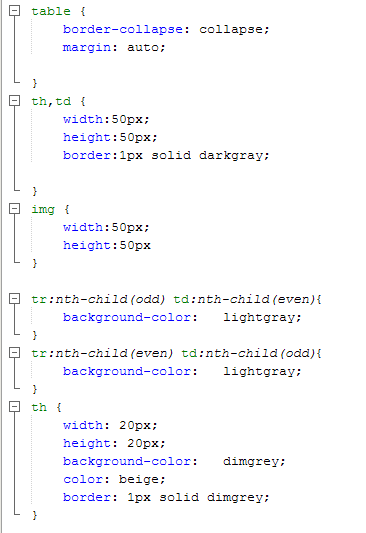 table {
border-collapse: collapse;
margin: auto;
}
th,td {
width:50px;
height:50px;
border:1px solid darkgray;
}
img {
width:50px;
height:50px
}
tr:nth-child(odd) td:nth-child(even){
background-color:   lightgray;
}
tr:nth-child(even) td:nth-child(odd){
background-color:   lightgray;
}
th {
width: 20px;
height: 20px;
background-color:   dimgrey;
color: beige;
border: 1px solid dimgrey;
}